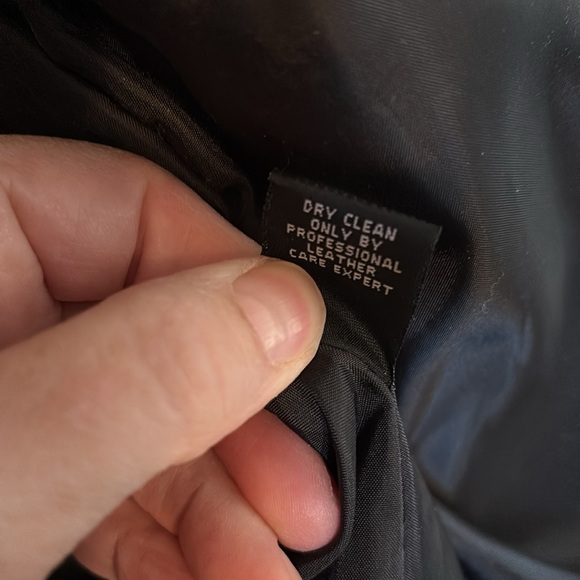 DRY CLEAN
ONLY BY
PROFESSIONAL
LEATHER
CARE EXPERT